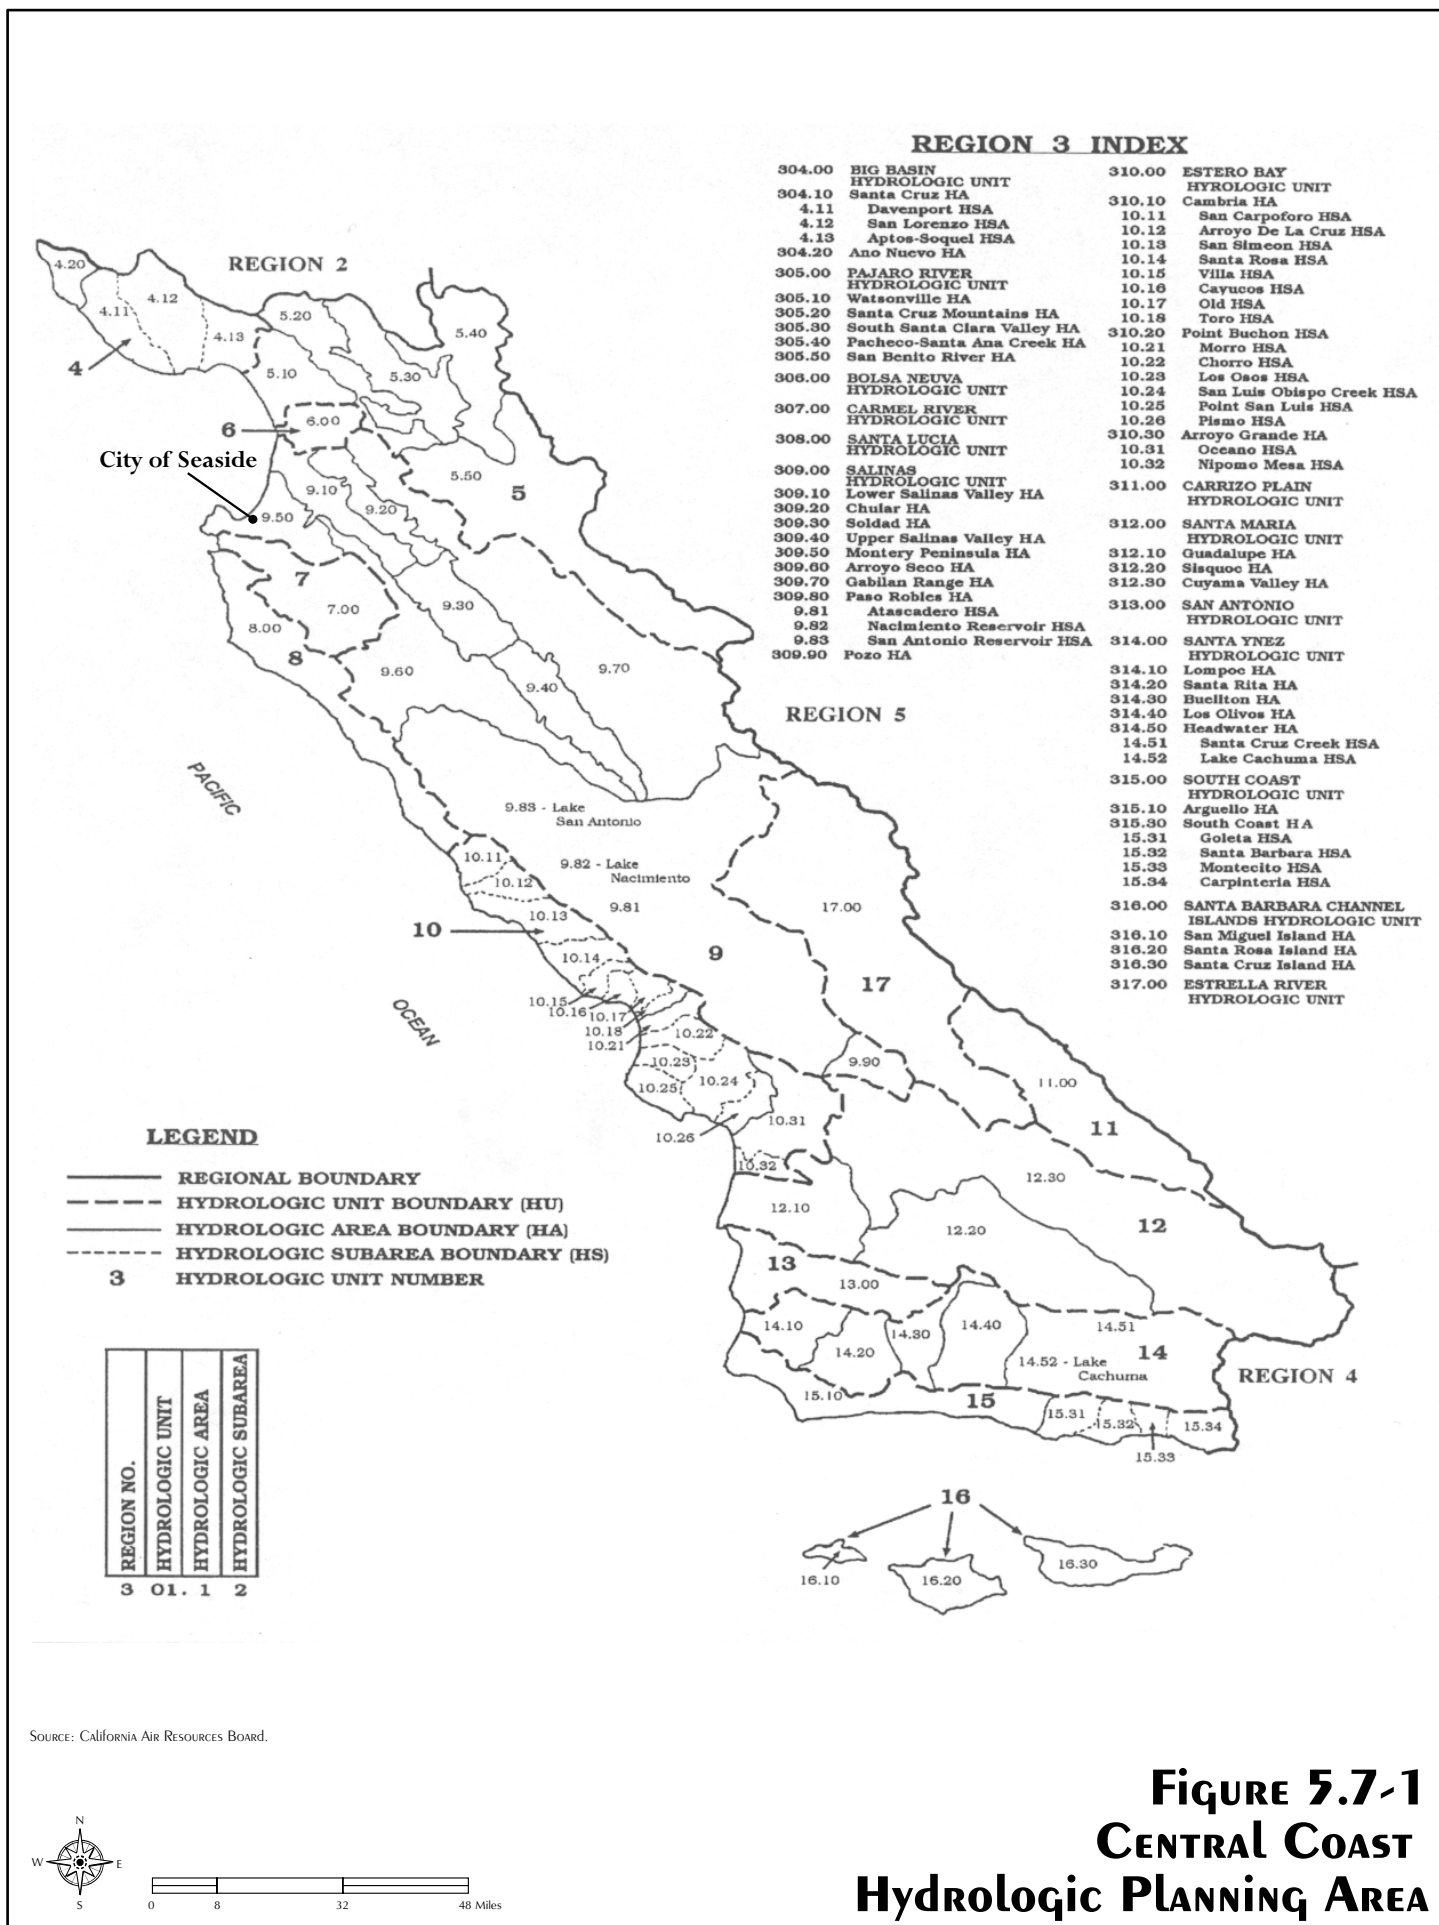 REGION 3 INDEX
304.00 BIG BASIN
HYDROLOGIC UNIT
304.10 Santa Cruz HA
4.11 Davenport HSA
4.12 San Lorenzo HSA
4.13 Aptos-Soquel HSA
304.20 Ano Nuevo HA
305.00 PAJARO RIVER
HYDROLOGIC UNIT
305.10 Watsonville HA
305.20 Santa Cruz Mountains HA
305.30 South Santa Clara Valley HA
305.40 Pacheco-Santa Ana Creek HA
305.50 San Benito River HA
306.00 BOLSA NEUVA
HYDROLOGIC UNIT
307.00 CARMEL RIVER
HYDROLOGIC UNIT
308.00 SANTA LUCIA
HYDROLOGIC UNIT
309.00 SALINAS
HYDROLOGIC UNIT
309.10 Lower Salinas Valley HA
309.20 Chular HA
309.30 Soldad HA
309.40 Upper Salinas Valley HA
309.50 Montery Peninsula HA
309.60 Arroyo Seco HA
309.70 Gabilan Range HA
309.80 Paso Robles HA
9.81 Atascadero HSA
9.82 Nacimiento Reservoir HSA
9.83 San Antonio Reservoir HSA
309.90 Pozo HA
310.00 ESTERO BAY
HYROLOGIC UNIT
310.10 Cambria HA
10.11 San Carpoforo HSA
10.12 Arroyo De La Cruz HSA
10.13 San Simeon HSA
10.14 Santa Rosa HSA
10.15 Villa HSA
10.16 Cayucos HSA
10.17 Old HSA
10.18 Toro HSA
310.20 Point Buchon HSA
10.21 Morro HSA
10.22 Chorro HSA
10.23 Los Osos HSA
10.24 San Luis Obispo Creek HSA
10.25 Point San Luis HSA
10.26 Pismo HSA
310.30 Arroyo Grande HA
10.31 Oceano HSA
10.32 Nipomo Mesa HSA
311.00 CARRIZO PLAIN
HYDROLOGIC UNIT
312.00 SANTA MARIA
HYDROLOGIC UNIT
312.10 Guadalupe HA
312.20 Sisquoc HA
312.30 Cuyama Valley HA
313.00 SAN ANTONIO
HYDROLOGIC UNIT
314.00 SANTA YNEZ
HYDROLOGIC UNIT
314.10 Lompoc HA
314.20 Santa Rita HA
314.30 Buellton HA
314.40 Los Olivos HA
314.50 Headwater HA
14.51 Santa Cruz Creek HSA
14.52 Lake Cachuma HSA
315.00 SOUTH COAST
HYDROLOGIC UNIT
315.10 Arguello HA
315.30 South Coast HA
15.31 Goleta HSA
15.32 Santa Barbara HSA
15.33 Montecito HSA
15.34 Carpinteria HSA
316.00 SANTA BARBARA CHANNEL
ISLANDS HYDROLOGIC UNIT
316.10 San Miguel Island HA
316.20 Santa Rosa Island HA
316.30 Santa Cruz Island HA
317.00 ESTRELLA RIVER
HYDROLOGIC UNIT
REGION 2
4.20
4.11
4.12
4.13
4
5.20
5.40
5.10
5.30
6
6.00
City of Seaside
5.50
5
9.10
9.20
9.50
7
7.00
8.00
8
9.30
9.60
9.40
9.70
REGION 5
PACIFIC
OCEAN
9.83 - Lake
San Antonio
9.82 - Lake
Nacimiento
9.81
9
10.11
10.12
10.13
10
10.14
10.15
10.16
10.17
10.18
10.21
10.22
10.23
10.24
10.25
10.26
10.31
10.32
17.00
17
9.90
11.00
11
12.30
12.10
12.20
12
13
13.00
14.10
14.20
14.30
14.40
14.51
14
14.52 - Lake
Cachuma
REGION 4
15.10
15
15.31
15.32
15.33
15.34
16
16.10
16.20
16.30
LEGEND
REGIONAL BOUNDARY
HYDROLOGIC UNIT BOUNDARY (HU)
HYDROLOGIC AREA BOUNDARY (HA)
HYDROLOGIC SUBAREA BOUNDARY (HS)
3 HYDROLOGIC UNIT NUMBER
REGION NO.
HYDROLOGIC UNIT
HYDROLOGIC AREA
HYDROLOGIC SUBAREA
3 01. 1 2
Source: California Air Resources Board.
N
W E
S
0 8 32 48 Miles
Figure 5.7-1
Central Coast
Hydrologic Planning Area